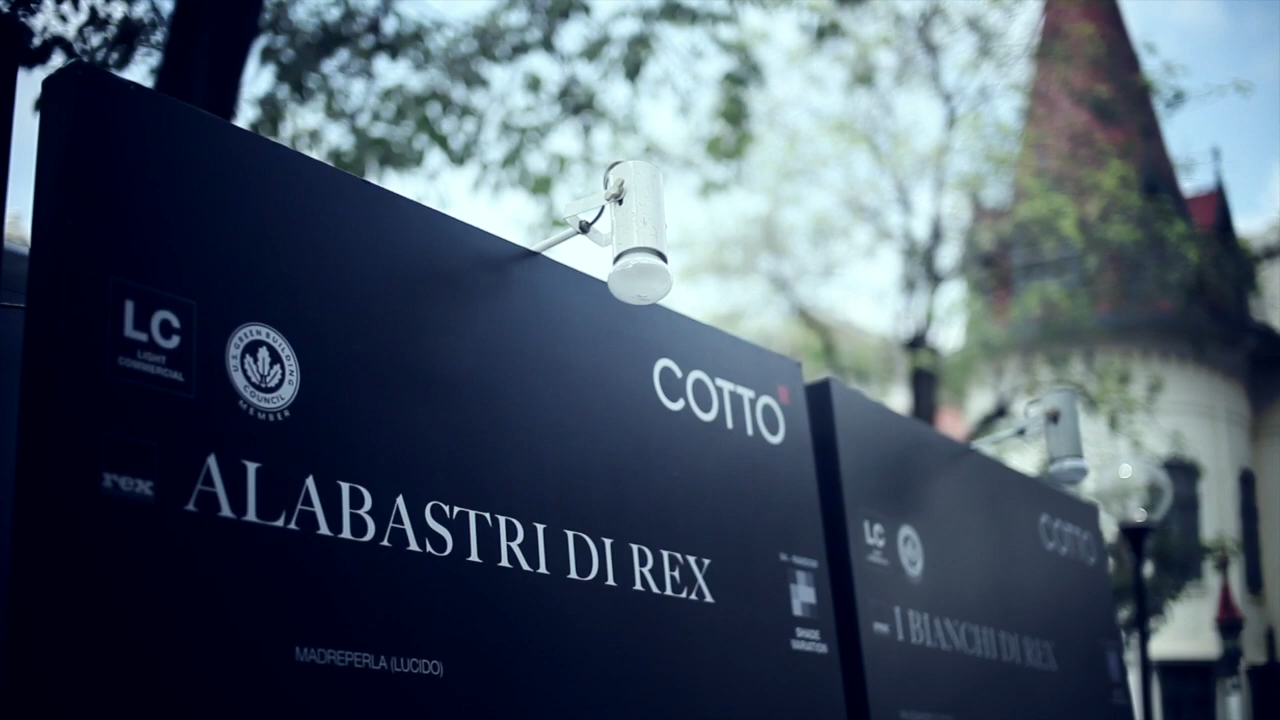 LC
LIGHT
COMMERCIAL
U.S. GREEN BUILDING
COUNCIL
MEMBER
COTTO
rex
ALABASTRI DI REX
SHADE
VARIATION
MADREPERLA (LUCIDO)
LC
COTTO
I BIANCHI DI REX